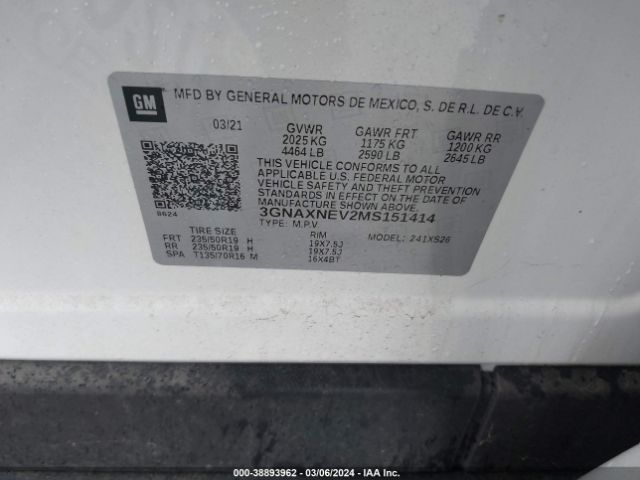 GM
MFD BY GENERAL MOTORS DE MEXICO, S. DE R.L. DE C.V.
03/21 GVWR GAWR FRT GAWR RR
2025 KG 1175 KG 1200 KG
4464 LB 2590 LB 2645 LB
THIS VEHICLE CONFORMS TO ALL
APPLICABLE U.S. FEDERAL MOTOR
VEHICLE SAFETY AND THEFT PREVENTION
STANDARDS IN EFFECT ON THE DATE OF
MANUFACTURE SHOWN ABOVE.
8624
3GNAXNEV2MS151414
TYPE: M.P.V. MODEL: 241XS26
TIRE SIZE RIM
FRT 235/50R19 H 19X7.5J
RR 235/50R19 H 19X7.5J
SPA T135/70R16 M 16X4BT
000-38893962 - 03/06/2024 - IAA Inc.